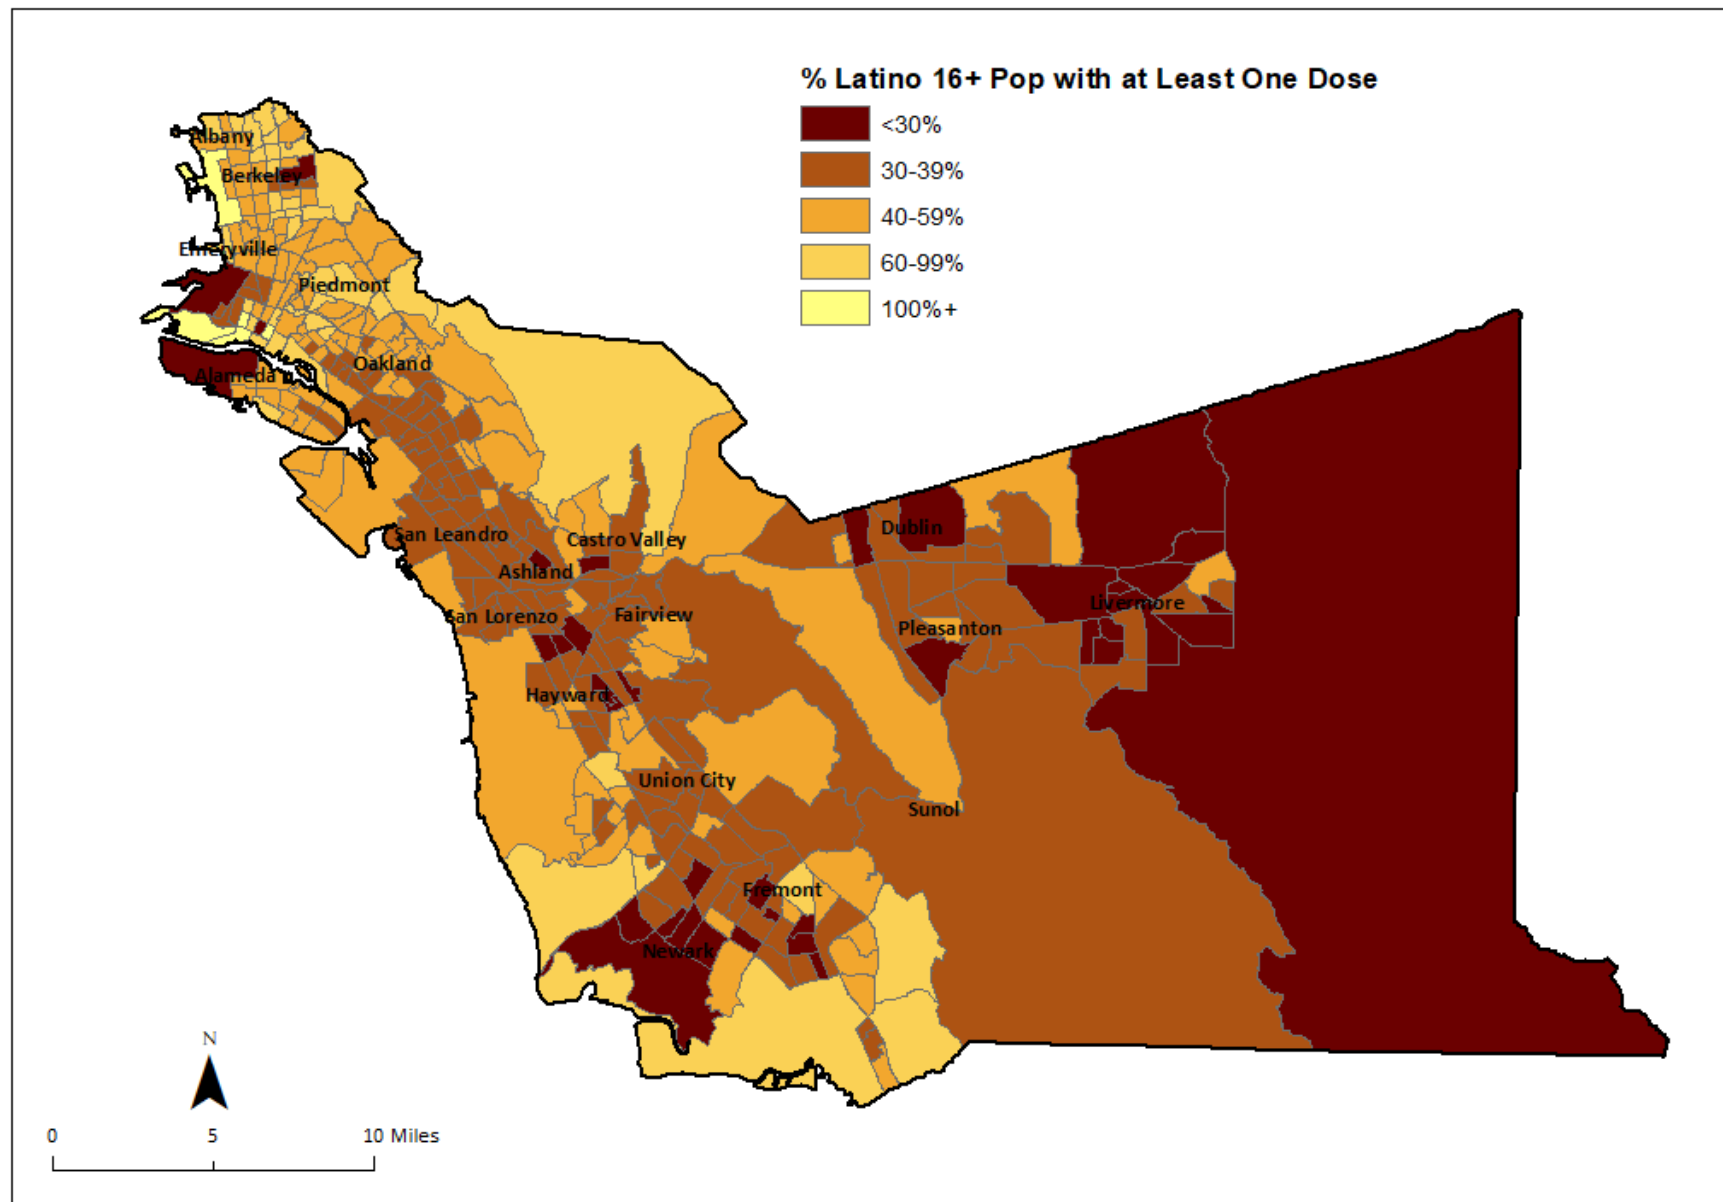 % Latino 16+ Pop with at Least One Dose
<30%
30-39%
40-59%
60-99%
100%+
Albany
Berkeley
Emeryville
Piedmont
Oakland
Alameda
San Leandro
Castro Valley
Dublin
Ashland
San Lorenzo
Fairview
Livermore
Pleasanton
Hayward
Union City
Sunol
Fremont
Newark
N
0 5 10 Miles